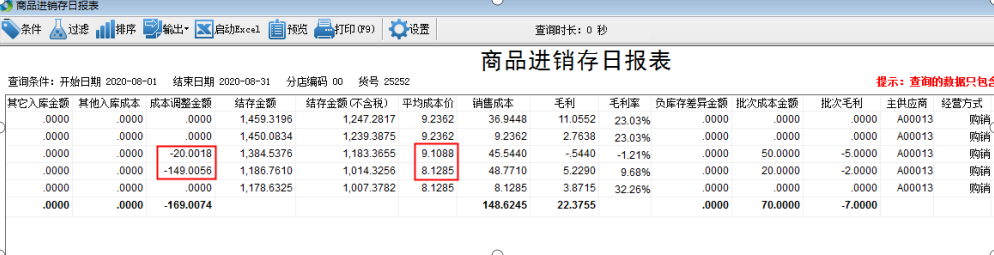 商品进销存日报表
条件 过滤 排序 输出 启动Excel 预览 打印(F9) 设置 查询时长：0 秒
商品进销存日报表
查询条件：开始日期 2020-08-01 结束日期 2020-08-31 分店编码 00 货号 25252 提示：查询的数据只包含
其它入库金额 其他入库成本 成本调整金额 结存金额 结存金额(不含税) 平均成本价 销售成本 毛利 毛利率 负库存差异金额 批次成本金额 批次毛利 主供应商 经营方式
.0000 .0000 .0000 1,459.3196 1,247.2817 9.2362 36.9448 11.0552 23.03% .0000 .0000 .0000 A00013 购销
.0000 .0000 .0000 1,450.0834 1,239.3875 9.2362 9.2362 2.7638 23.03% .0000 .0000 .0000 A00013 购销
.0000 .0000 -20.0018 1,384.5376 1,183.3655 9.1088 45.5440 -.5440 -1.21% .0000 50.0000 -5.0000 A00013 购销
.0000 .0000 -149.0056 1,186.7610 1,014.3256 8.1285 48.7710 5.2290 9.68% .0000 20.0000 -2.0000 A00013 购销
.0000 .0000 .0000 1,178.6325 1,007.3782 8.1285 8.1285 3.8715 32.26% .0000 .0000 .0000 A00013 购销
.0000 .0000 -169.0074 148.6245 22.3755 .0000 70.0000 -7.0000